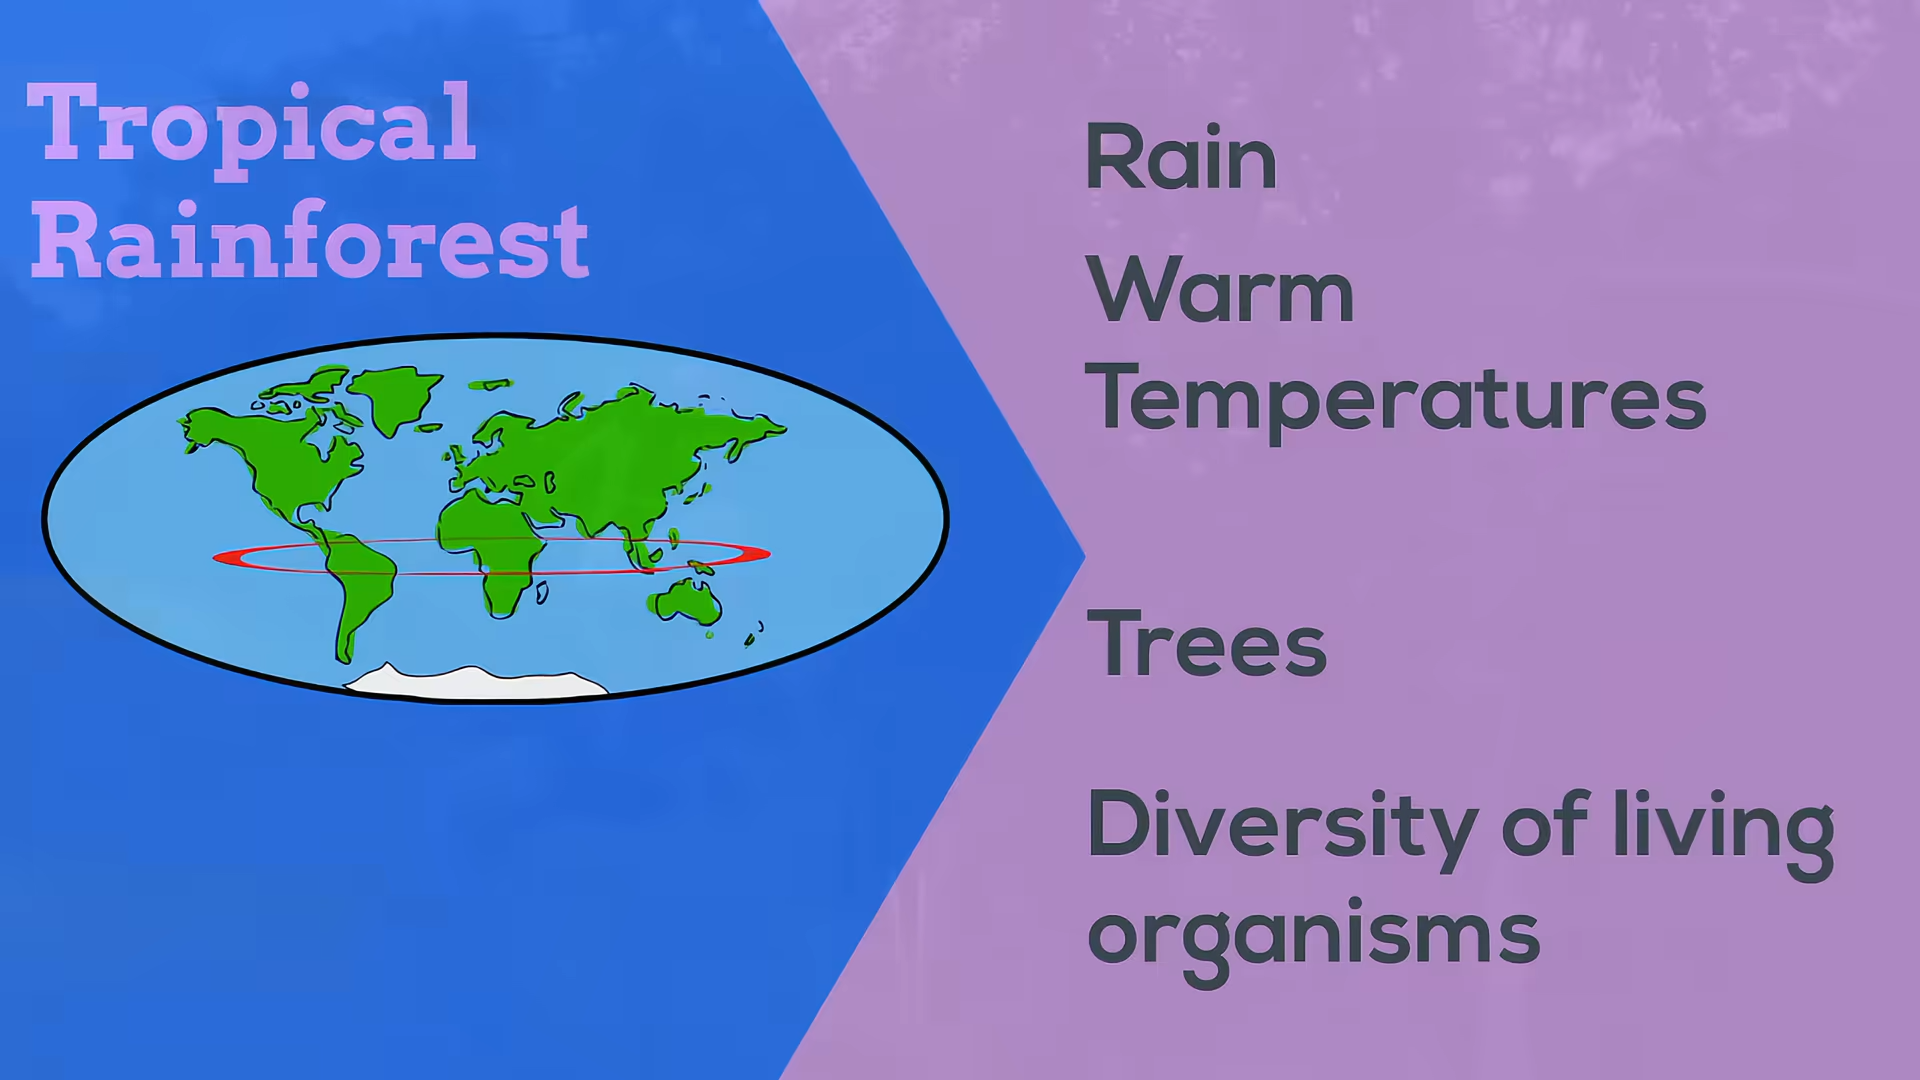 Tropical
Rainforest
Rain
Warm
Temperatures
Trees
Diversity of living
organisms